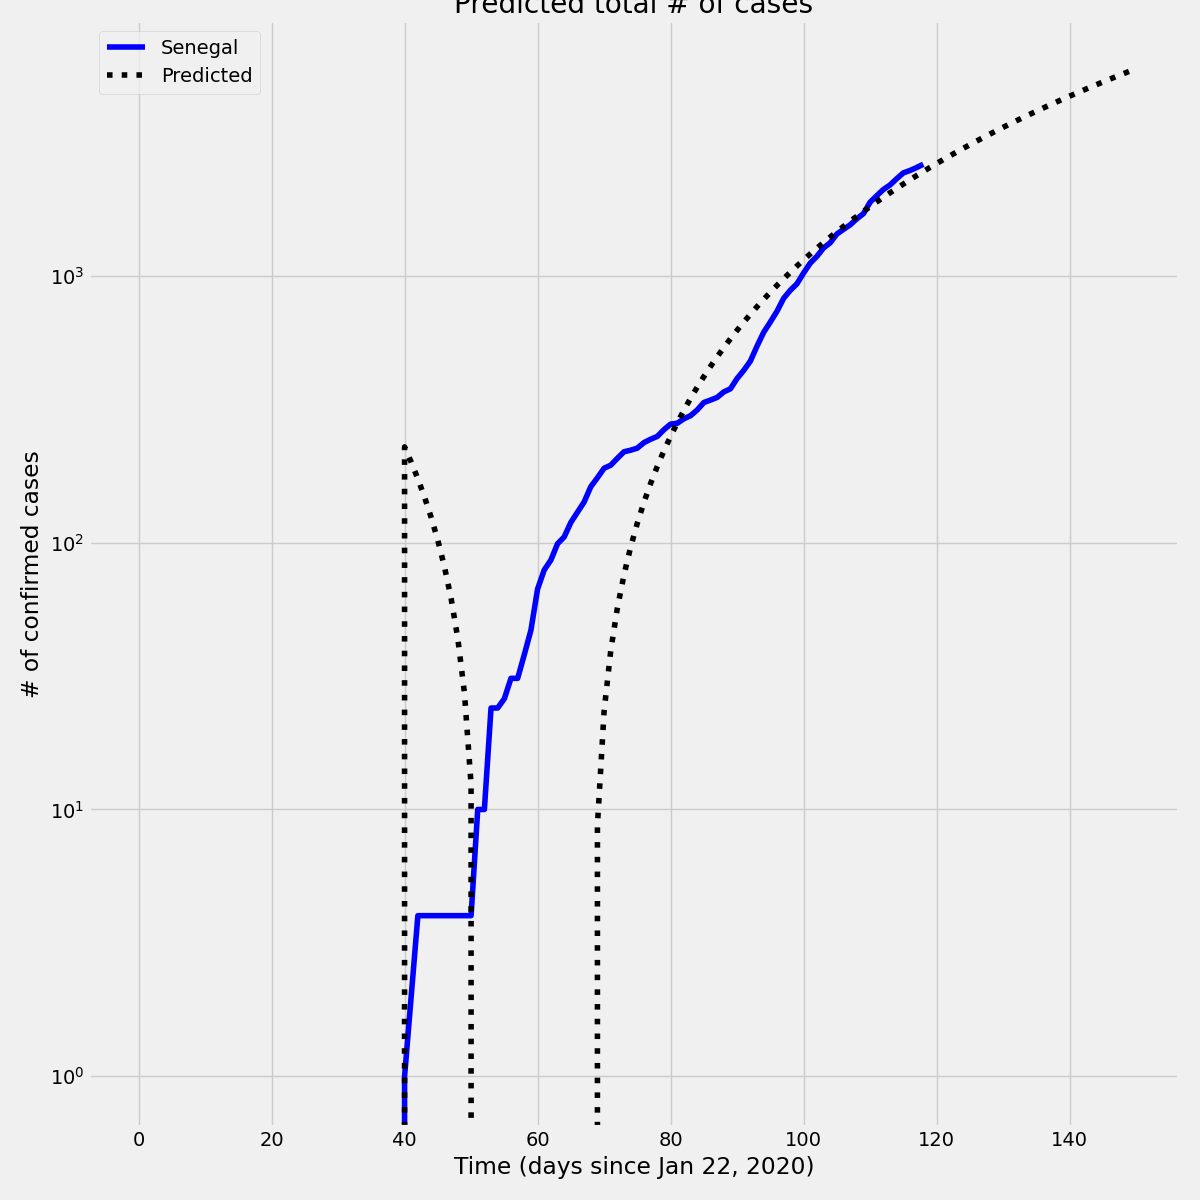 Predicted total # of cases
Senegal
Predicted
10³
10²
10¹
10⁰
# of confirmed cases
0 20 40 60 80 100 120 140
Time (days since Jan 22, 2020)